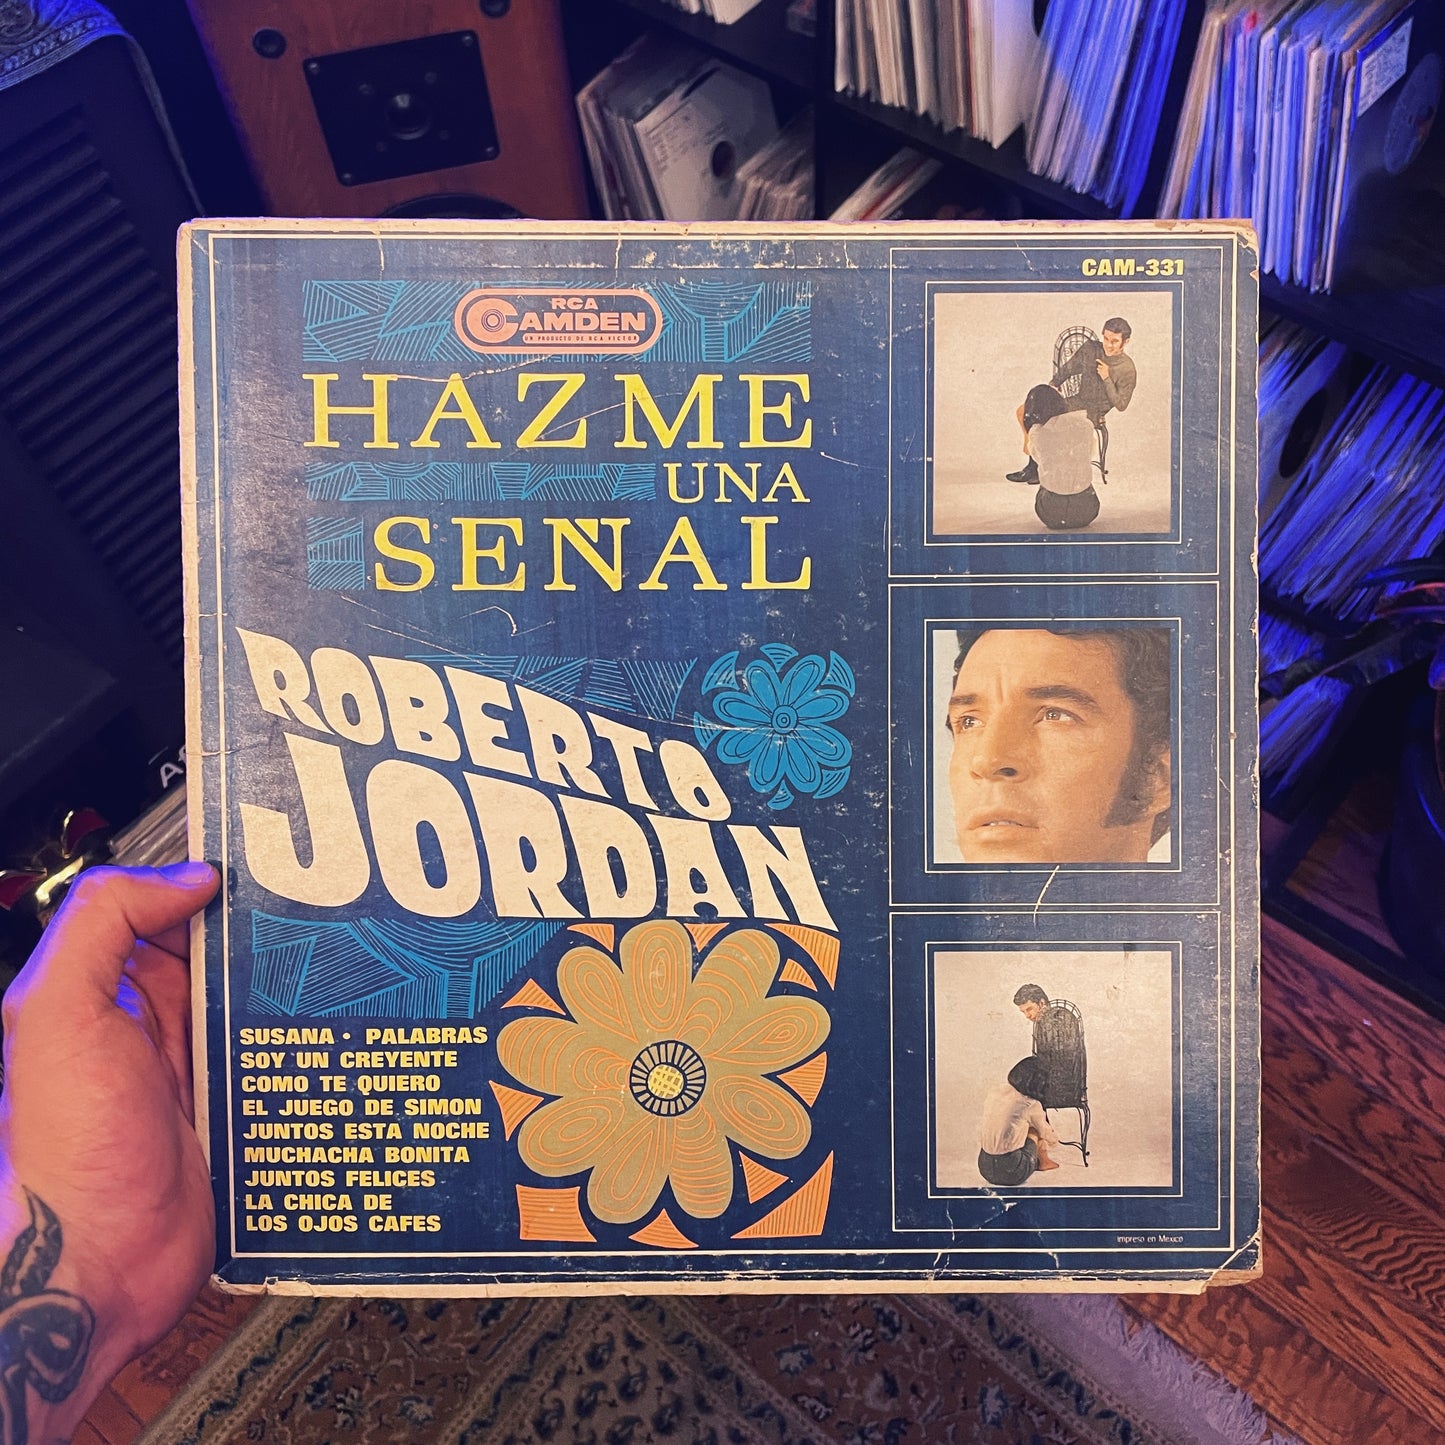 CAM-331
RCA
CAMDEN
UN PRODUCTO DE RCA VICTOR
HAZME
UNA
SEÑAL
ROBERTO
JORDAN
SUSANA • PALABRAS
SOY UN CREYENTE
COMO TE QUIERO
EL JUEGO DE SIMON
JUNTOS ESTA NOCHE
MUCHACHA BONITA
JUNTOS FELICES
LA CHICA DE
LOS OJOS CAFES
Impreso en Mexico